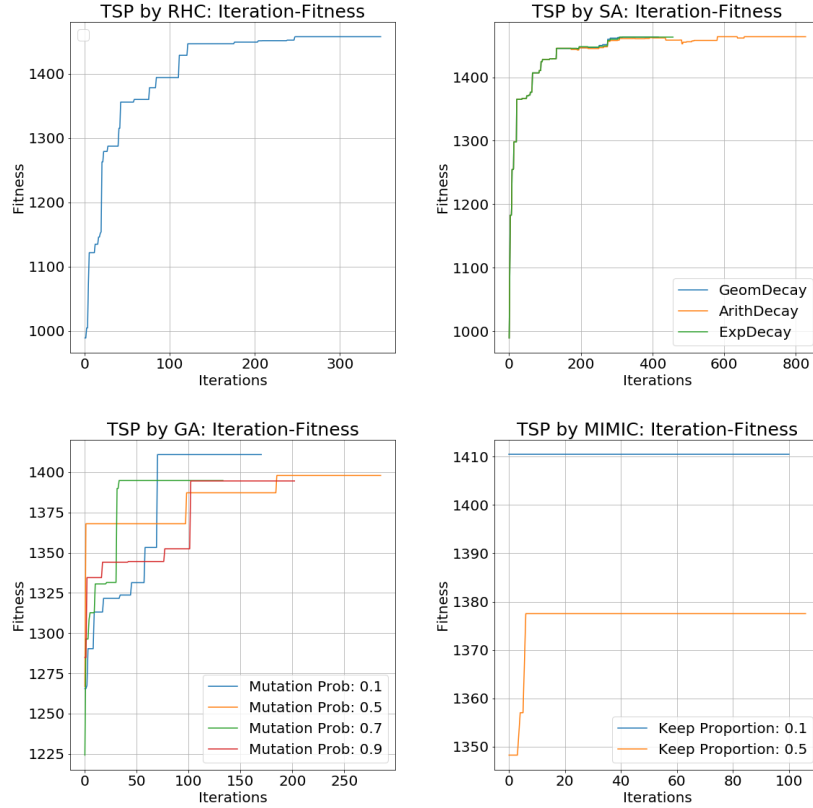 TSP by RHC: Iteration-Fitness
Fitness
1400
1300
1200
1100
1000
0
100
200
300
Iterations
TSP by SA: Iteration-Fitness
Fitness
1400
1300
1200
1100
1000
GeomDecay
ArithDecay
ExpDecay
0
200
400
600
800
Iterations
TSP by GA: Iteration-Fitness
Fitness
1400
1375
1350
1325
1300
1275
1250
1225
Mutation Prob: 0.1
Mutation Prob: 0.5
Mutation Prob: 0.7
Mutation Prob: 0.9
0
50
100
150
200
250
Iterations
TSP by MIMIC: Iteration-Fitness
Fitness
1410
1400
1390
1380
1370
1360
1350
Keep Proportion: 0.1
Keep Proportion: 0.5
0
20
40
60
80
100
Iterations